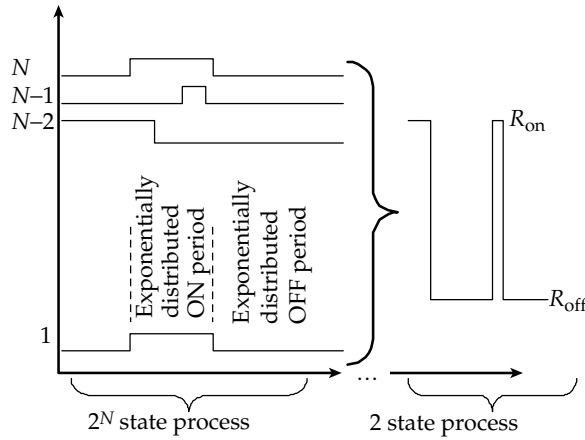 N
N–1
N–2
1
Exponentially
distributed
ON period
Exponentially
distributed
OFF period
R_on
R_off
...
2^N state process
2 state process